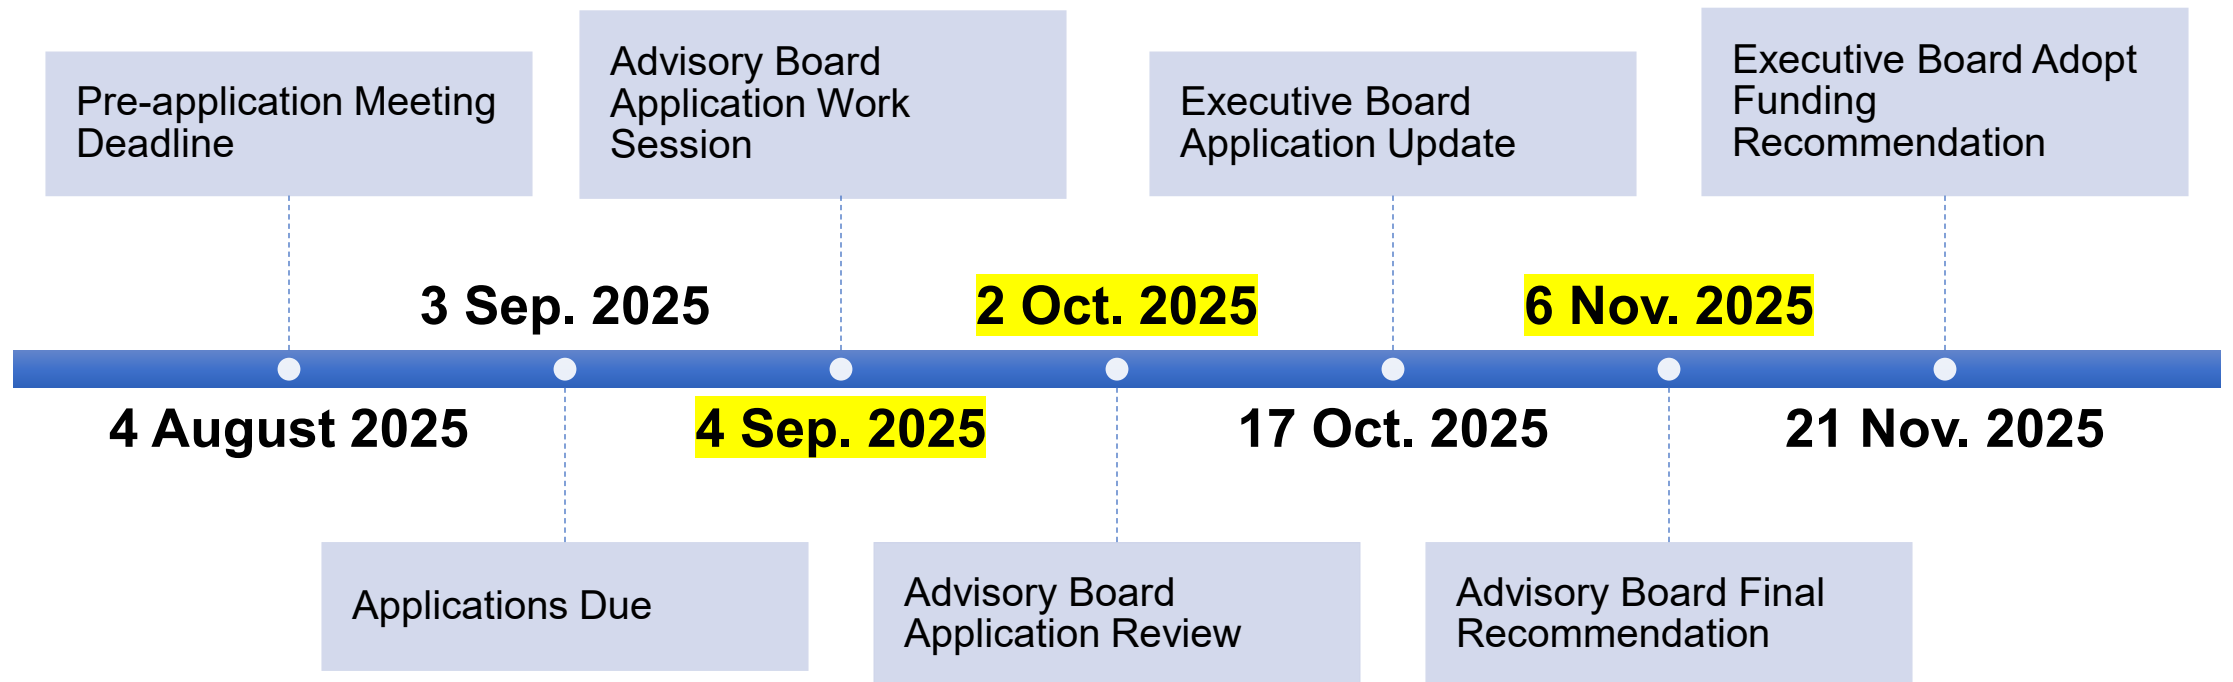 Pre-application Meeting
Deadline
Advisory Board
Application Work
Session
Executive Board
Application Update
Executive Board Adopt
Funding
Recommendation
3 Sep. 2025
2 Oct. 2025
6 Nov. 2025
4 August 2025
4 Sep. 2025
17 Oct. 2025
21 Nov. 2025
Applications Due
Advisory Board
Application Review
Advisory Board Final
Recommendation